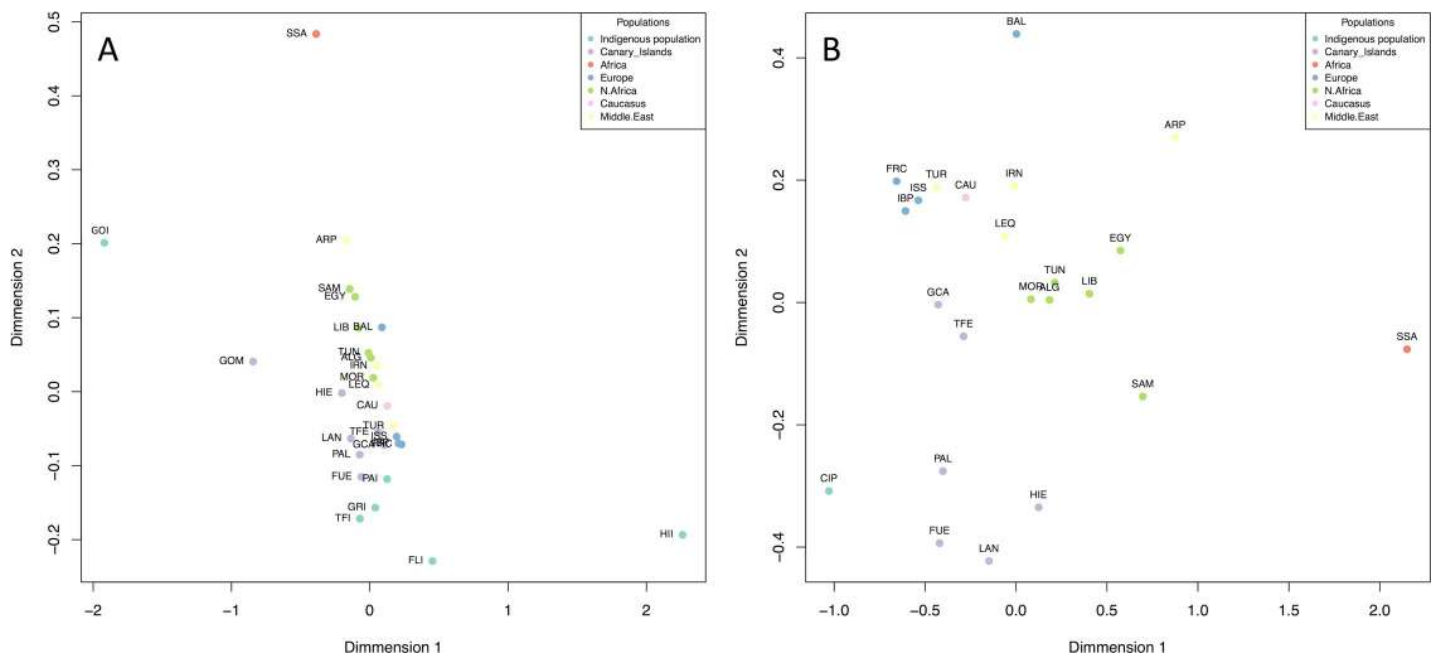 A
Populations
Indigenous population
Canary_Islands
Africa
Europe
N.Africa
Caucasus
Middle.East
SSA
GOI
ARP
SAM
EGY
LIB
BAL
TUN
ALG
IRN
GOM
MOR
LEQ
HIE
CAU
TUR
TFE
ISS
LAN
GCA
PAL
FUE
PAI
GRI
TFI
HII
FLI
0.5
0.4
0.3
0.2
0.1
0.0
−0.1
−0.2
Dimmension 2
−2
−1
0
1
2
Dimmension 1
B
Populations
Indigenous population
Canary_Islands
Africa
Europe
N.Africa
Caucasus
Middle.East
BAL
ARP
FRC
TUR
IRN
ISS
CAU
IBP
LEQ
EGY
TUN
LIB
MOR
ALG
GCA
TFE
SSA
SAM
PAL
CIP
HIE
FUE
LAN
0.4
0.2
0.0
−0.2
−0.4
Dimmension 2
−1.0
−0.5
0.0
0.5
1.0
1.5
2.0
Dimmension 1